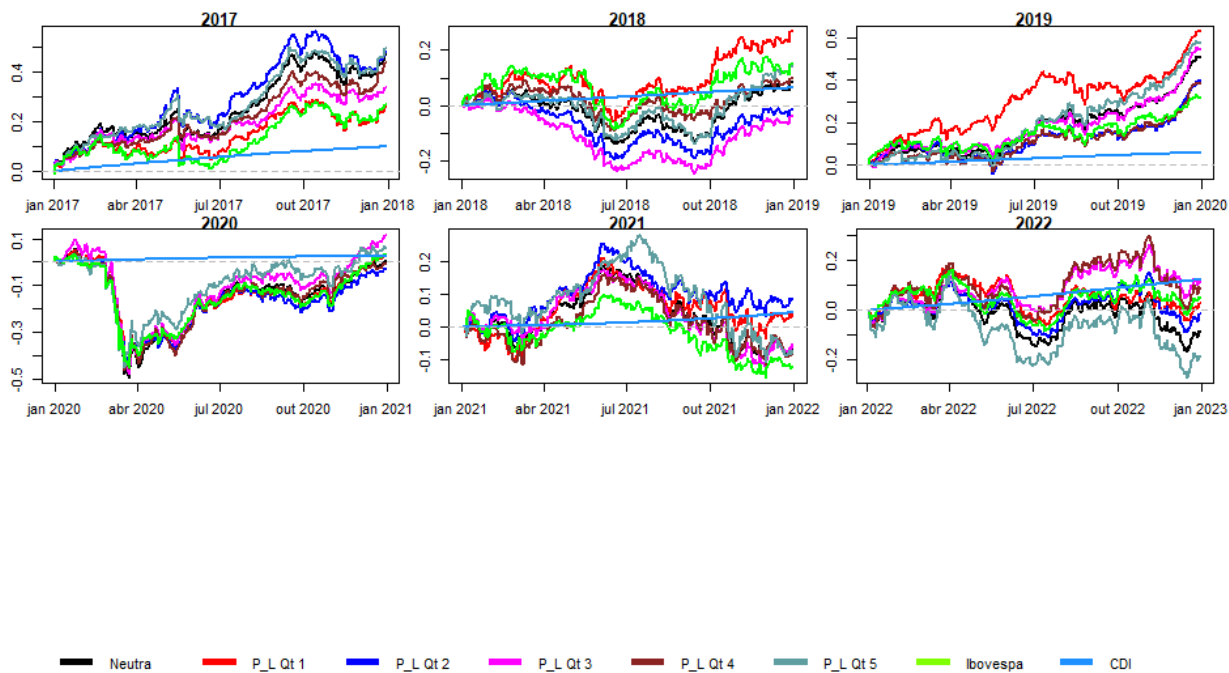 2017 2018 2019
0.0 0.2 0.4
-0.2 0.0 0.2
0.0 0.2 0.4 0.6
jan 2017 abr 2017 jul 2017 out 2017 jan 2018
jan 2018 abr 2018 jul 2018 out 2018 jan 2019
jan 2019 abr 2019 jul 2019 out 2019 jan 2020
2020 2021 2022
-0.5 -0.3 -0.1 0.1
-0.1 0.0 0.1 0.2
-0.2 0.0 0.2
jan 2020 abr 2020 jul 2020 out 2020 jan 2021
jan 2021 abr 2021 jul 2021 out 2021 jan 2022
jan 2022 abr 2022 jul 2022 out 2022 jan 2023
Neutra P_L Qt 1 P_L Qt 2 P_L Qt 3 P_L Qt 4 P_L Qt 5 Ibovespa CDI